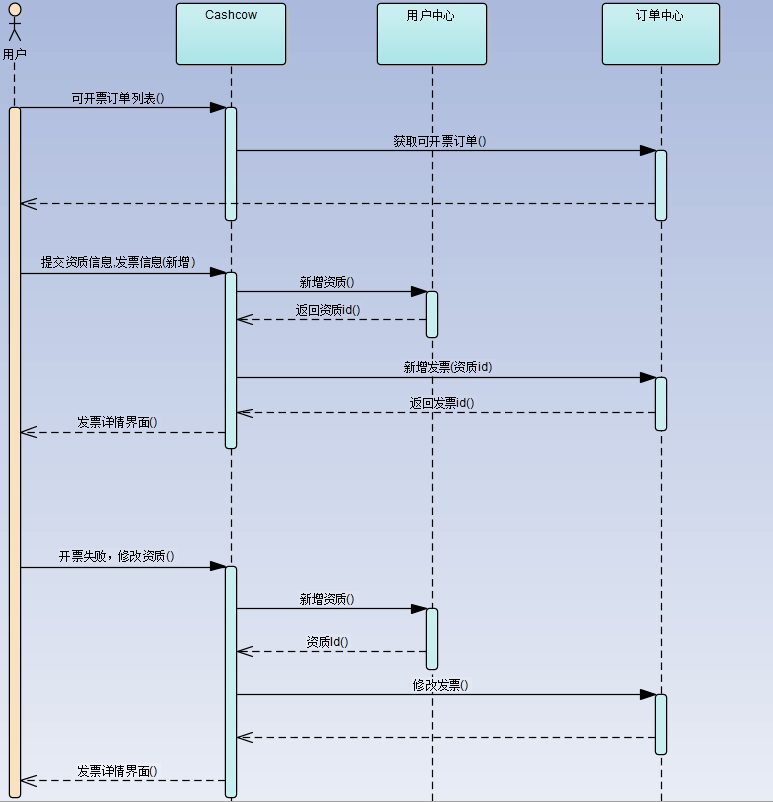 Cashcow
用户中心
订单中心
用户
可开票订单列表()
获取可开票订单()
提交资质信息,发票信息(新增)
新增资质()
返回资质id()
新增发票(资质id)
返回发票id()
发票详情界面()
开票失败，修改资质()
新增资质()
资质Id()
修改发票()
发票详情界面()